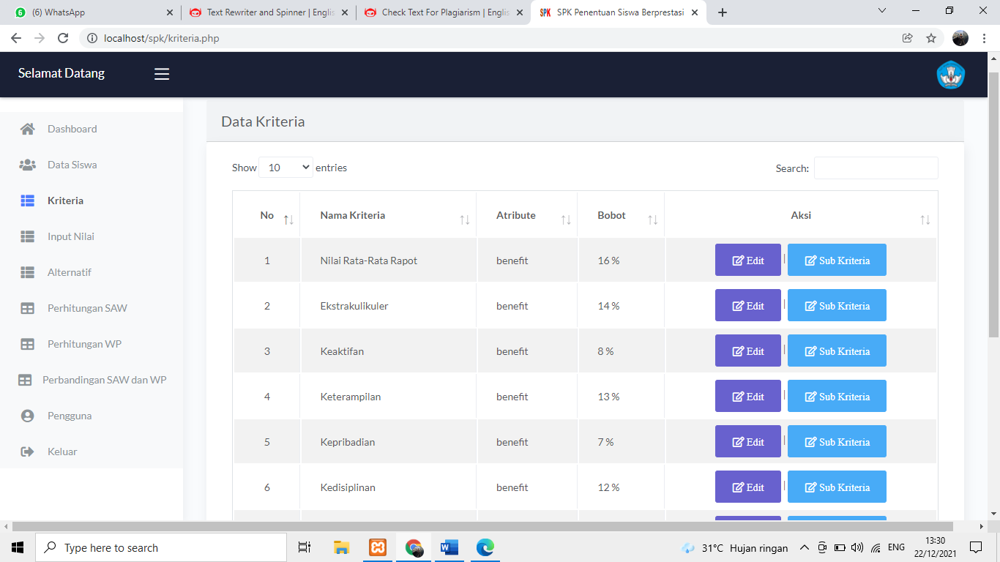 (6) WhatsApp
Text Rewriter and Spinner | Englis
Check Text For Plagiarism | Englis
SPK SPK Penentuan Siswa Berprestasi
localhost/spk/kriteria.php
Selamat Datang
Dashboard
Data Siswa
Kriteria
Input Nilai
Alternatif
Perhitungan SAW
Perhitungan WP
Perbandingan SAW dan WP
Pengguna
Keluar
Data Kriteria
Show 10 entries
Search:
No Nama Kriteria Atribute Bobot Aksi
1 Nilai Rata-Rata Rapot benefit 16 % Edit | Sub Kriteria
2 Ekstrakulikuler benefit 14 % Edit | Sub Kriteria
3 Keaktifan benefit 8 % Edit | Sub Kriteria
4 Keterampilan benefit 13 % Edit | Sub Kriteria
5 Kepribadian benefit 7 % Edit | Sub Kriteria
6 Kedisiplinan benefit 12 % Edit | Sub Kriteria
Type here to search
31°C Hujan ringan
ENG
13:30
22/12/2021